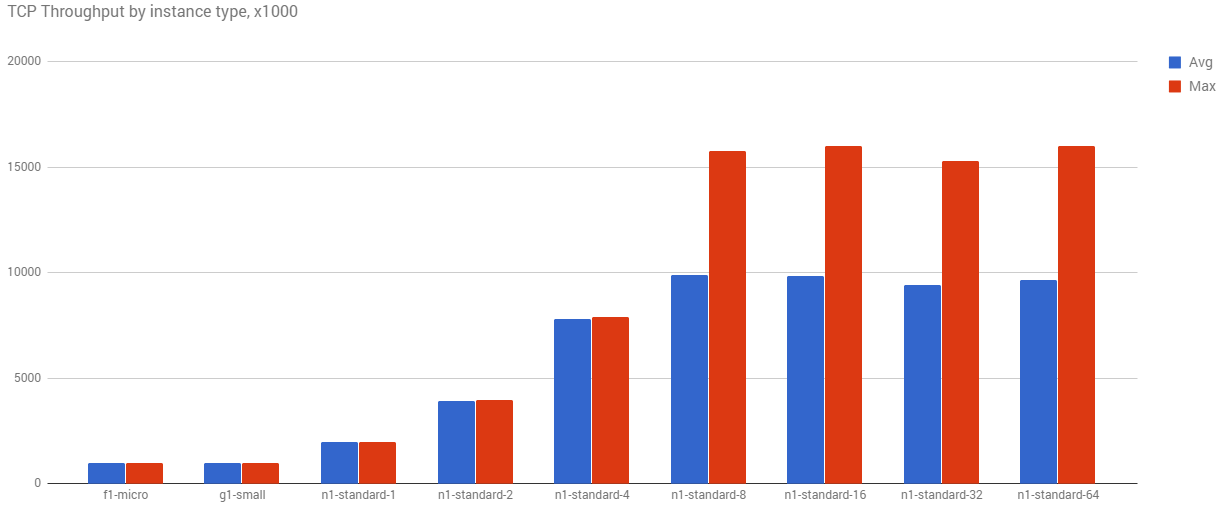 TCP Throughput by instance type, x1000
20000
15000
10000
5000
0
Avg
Max
f1-micro
g1-small
n1-standard-1
n1-standard-2
n1-standard-4
n1-standard-8
n1-standard-16
n1-standard-32
n1-standard-64